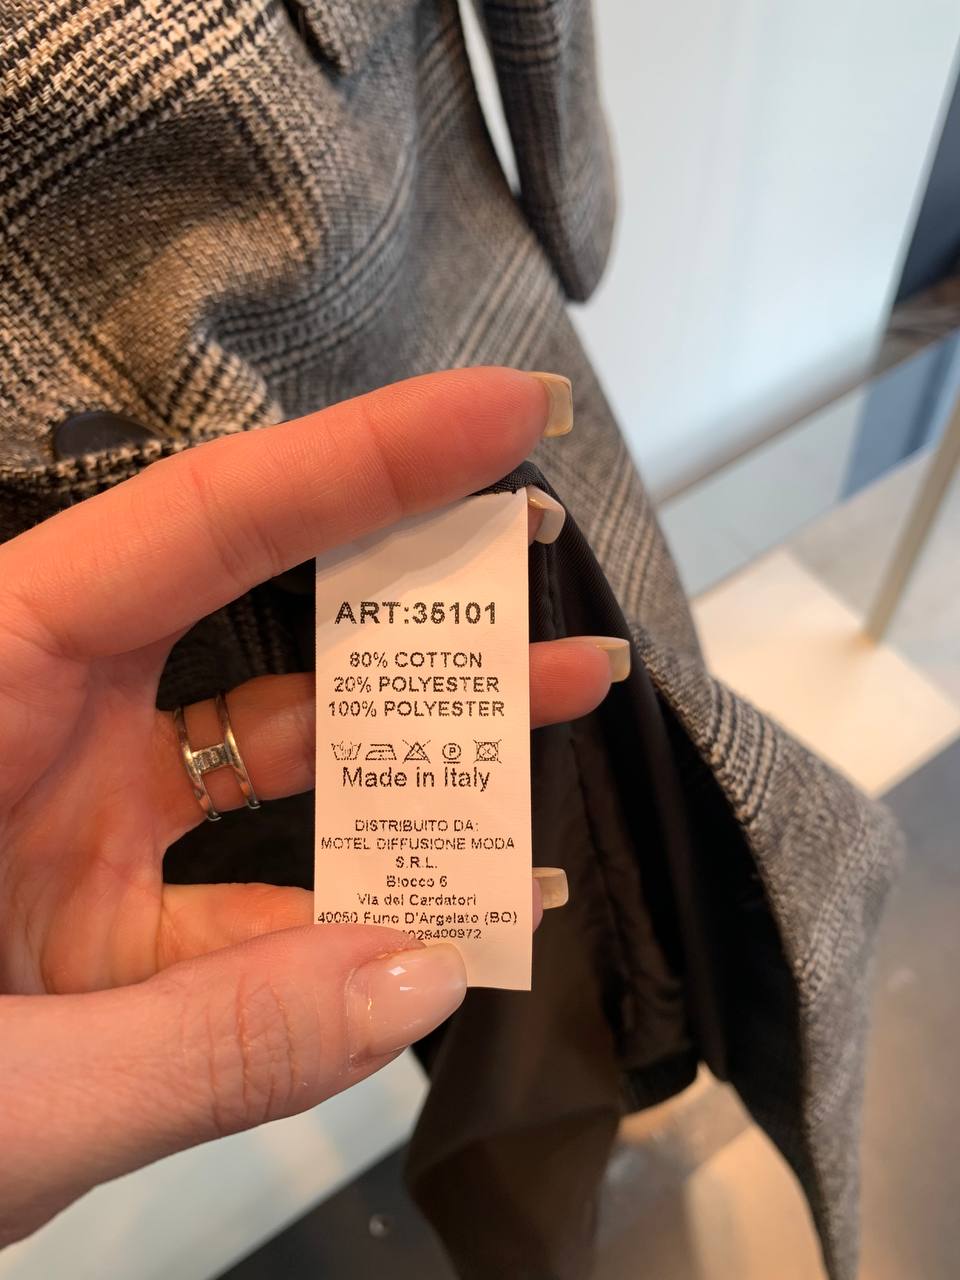 ART:35101
80% COTTON
20% POLYESTER
100% POLYESTER
P
Made in Italy
DISTRIBUITO DA:
MOTEL DIFFUSIONE MODA
S.R.L.
Blocco 6
Via dei Cardatori
40050 Funo D'Argelato (BO)
028400972